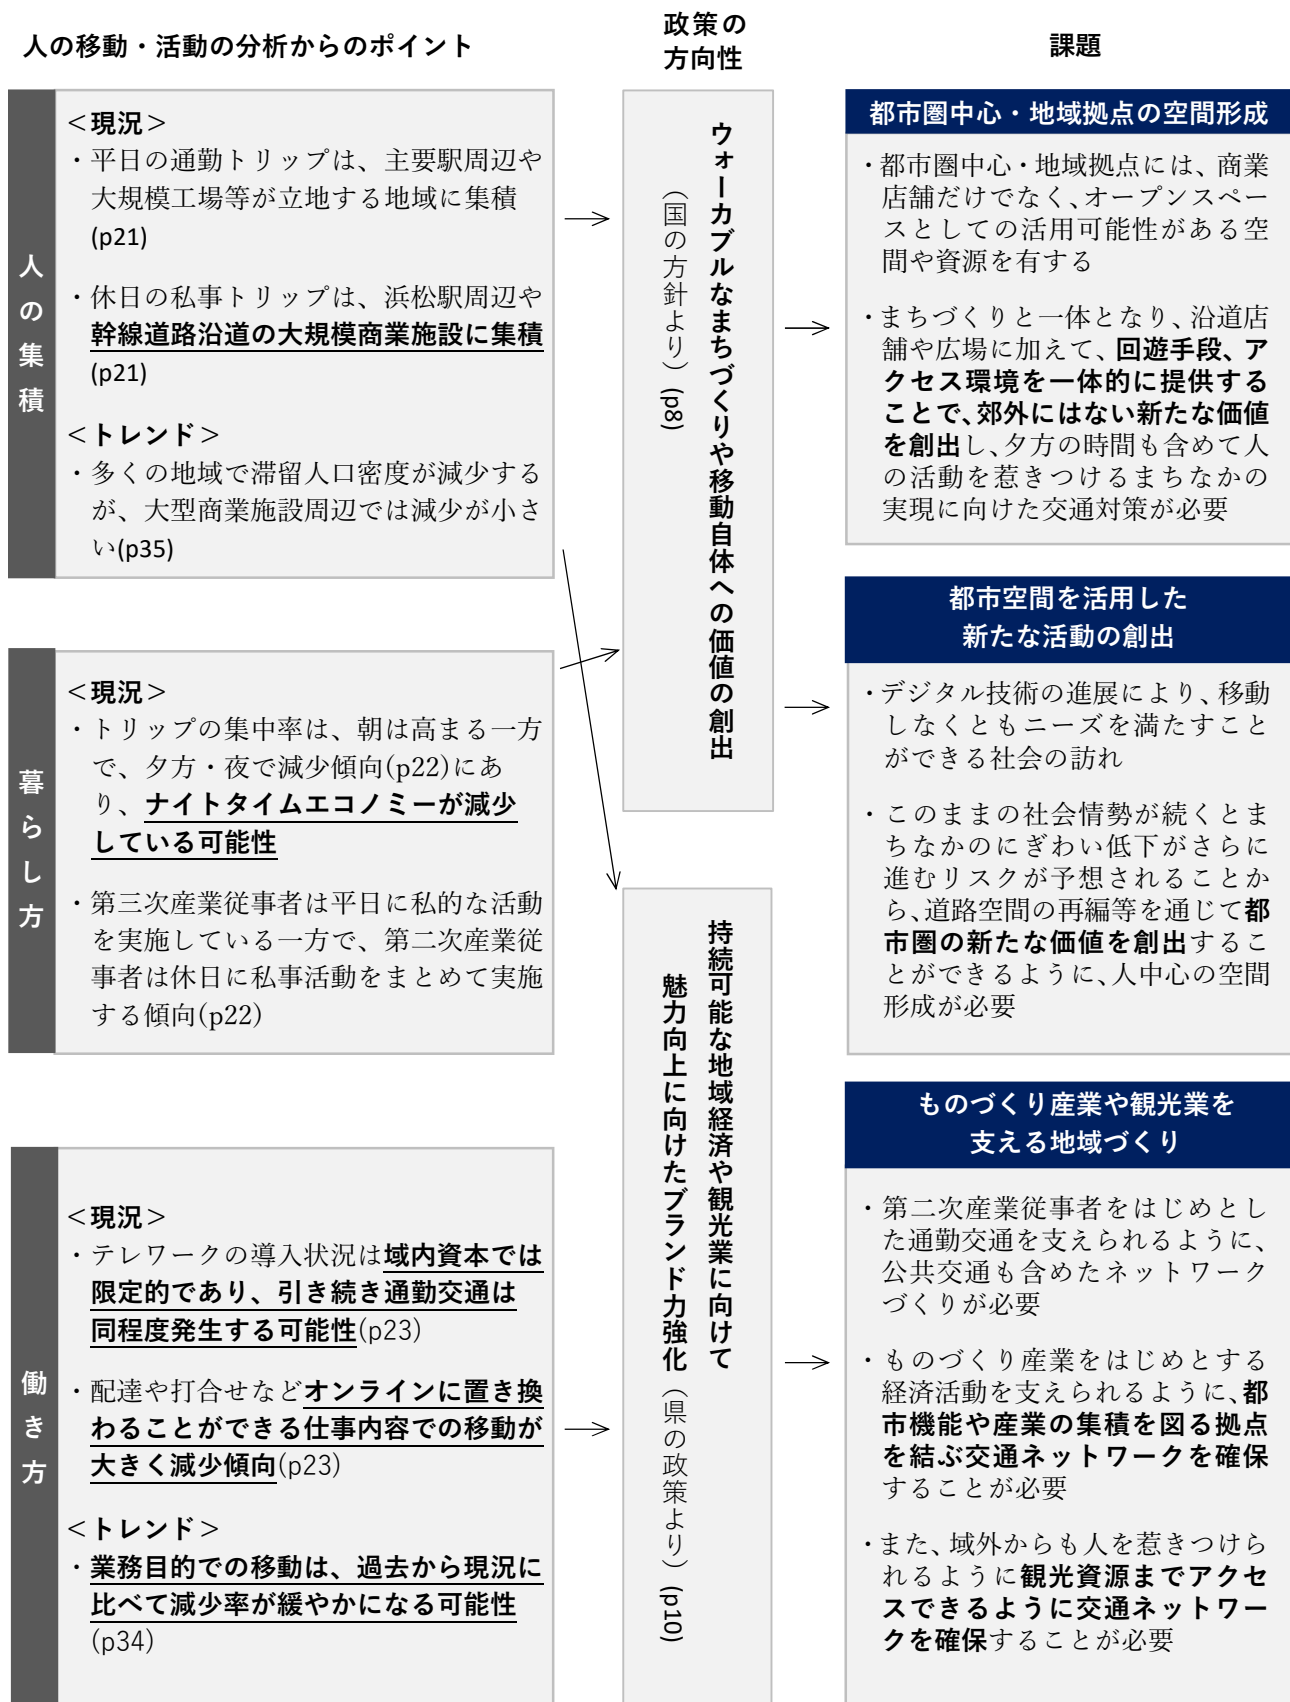 人の移動・活動の分析からのポイント
政策の
方向性
課題
人の集積
＜現況＞
・平日の通勤トリップは、主要駅周辺や
大規模工場等が立地する地域に集積
(p21)
・休日の私事トリップは、浜松駅周辺や
幹線道路沿道の大規模商業施設に集積
(p21)
＜トレンド＞
・多くの地域で滞留人口密度が減少する
が、大型商業施設周辺では減少が小さ
い(p35)
暮らし方
＜現況＞
・トリップの集中率は、朝は高まる一方
で、夕方・夜で減少傾向(p22)にあ
り、ナイトタイムエコノミーが減少
している可能性
・第三次産業従事者は平日に私的な活動
を実施している一方で、第二次産業従
事者は休日に私事活動をまとめて実施
する傾向(p22)
働き方
＜現況＞
・テレワークの導入状況は域内資本では
限定的であり、引き続き通勤交通は
同程度発生する可能性(p23)
・配達や打合せなどオンラインに置き換
わることができる仕事内容での移動が
大きく減少傾向(p23)
＜トレンド＞
・業務目的での移動は、過去から現況に
比べて減少率が緩やかになる可能性
(p34)
ウォーカブルなまちづくりや移動自体への価値の創出
（国の方針より）(p8)
持続可能な地域経済や観光業に向けて
魅力向上に向けたブランド力強化（県の政策より）(p10)
都市圏中心・地域拠点の空間形成
・都市圏中心・地域拠点には、商業
店舗だけでなく、オープンスペー
スとしての活用可能性がある空
間や資源を有する
・まちづくりと一体となり、沿道店
舗や広場に加えて、回遊手段、ア
クセス環境を一体的に提供する
ことで、郊外にはない新たな価値
を創出し、夕方の時間も含めて人
の活動を惹きつけるまちなかの
実現に向けた交通対策が必要
都市空間を活用した
新たな活動の創出
・デジタル技術の進展により、移動
しなくともニーズを満たすこと
ができる社会の訪れ
・このままの社会情勢が続くとま
ちなかのにぎわい低下がさらに
進むリスクが予想されることか
ら、道路空間の再編等を通じて都
市圏の新たな価値を創出するこ
とができるように、人中心の空間
形成が必要
ものづくり産業や観光業を
支える地域づくり
・第二次産業従事者をはじめとし
た通勤交通を支えられるように、
公共交通も含めたネットワーク
づくりが必要
・ものづくり産業をはじめとする
経済活動を支えられるように、都
市機能や産業の集積を図る拠点
を結ぶ交通ネットワークを確保
することが必要
・また、域外からも人を惹きつけら
れるように観光資源までアクセ
スできるように交通ネットワー
クを確保することが必要